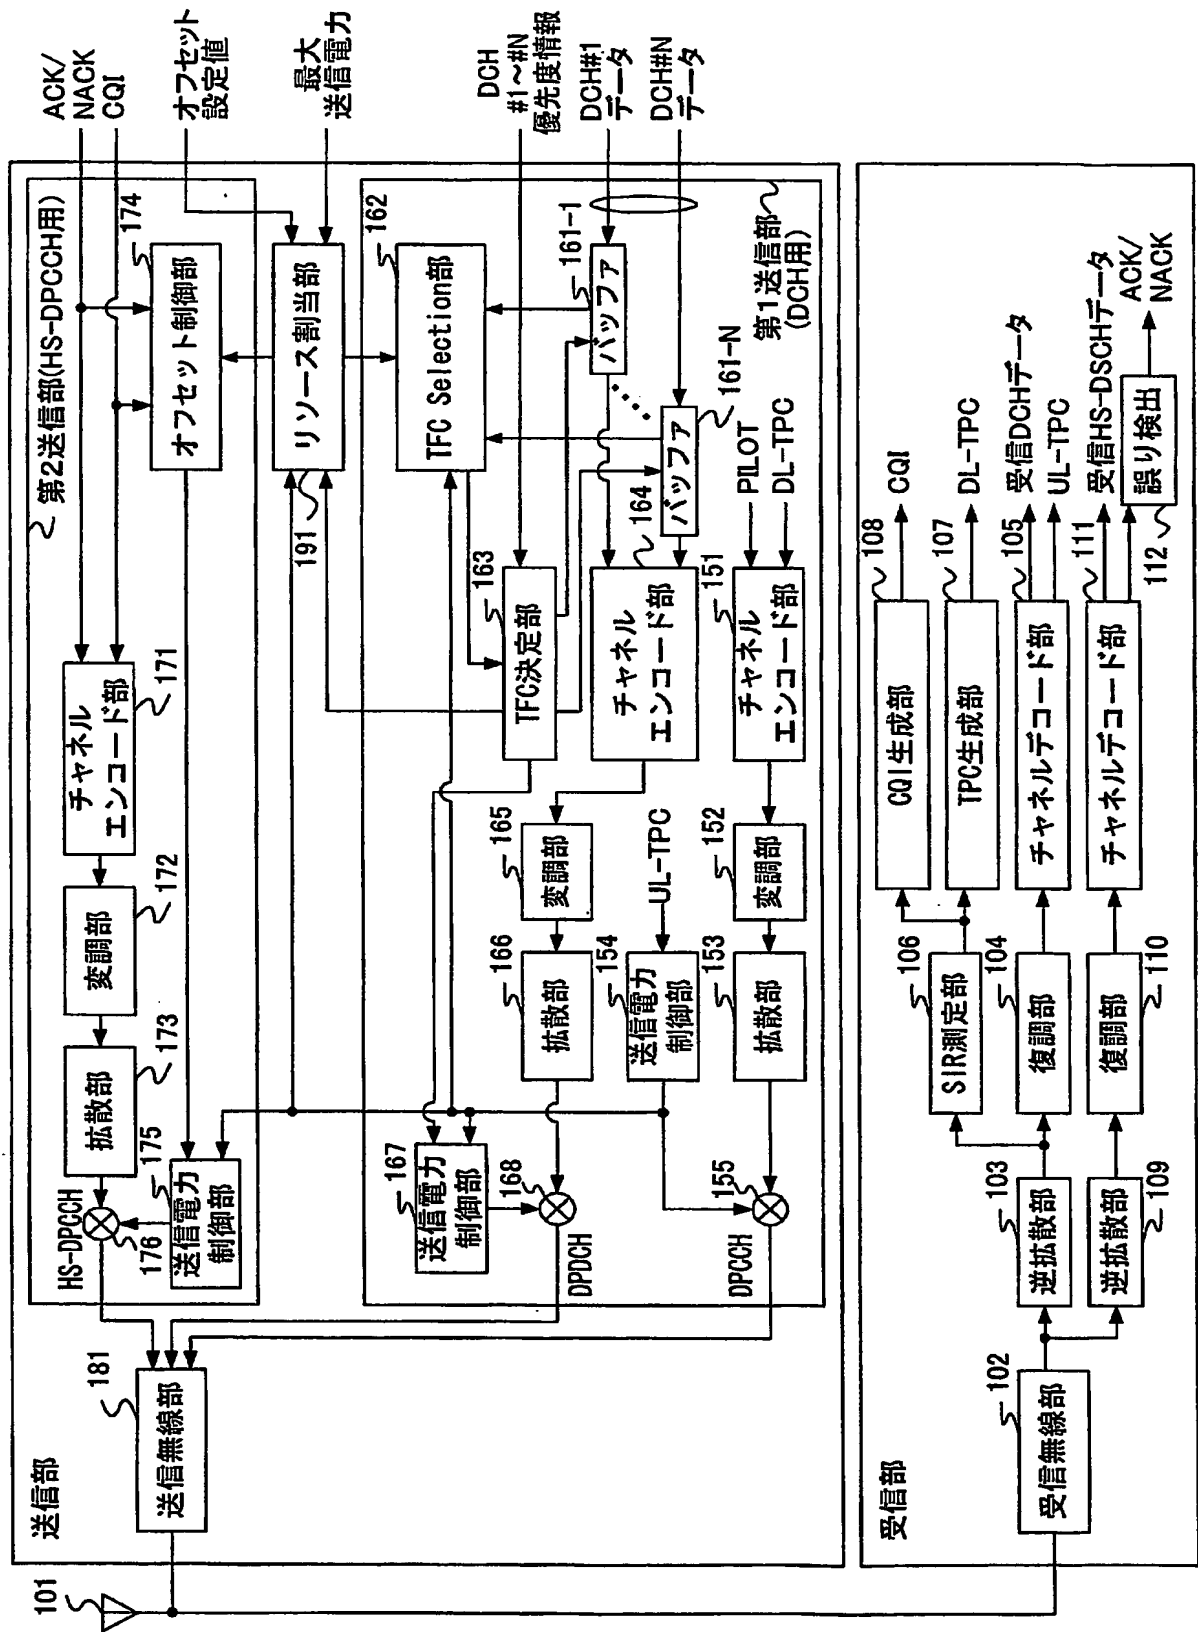 101
送信部
181
送信無線部
第2送信部(HS-DPCCH用)
HS-DPCCH
176
送信電力
制御部
175
拡散部
173
変調部
172
チャネル
エンコード部
171
オフセット制御部
174
ACK/
NACK
CQI
オフセット
設定値
最大
送信電力
リソース割当部
191
第1送信部
(DCH用)
TFC Selection部
162
TFC決定部
163
DCH
#1~#N
優先度情報
DCH#1
データ
DCH#N
データ
バッファ
161-1
バッファ
161-N
チャネル
エンコード部
164
変調部
165
拡散部
166
送信電力
制御部
167
168
DPDCH
UL-TPC
送信電力
制御部
154
PILOT
DL-TPC
チャネル
エンコード部
151
変調部
152
拡散部
153
155
DPCCH
受信部
102
受信無線部
103
逆拡散部
104
復調部
106
SIR測定部
108
CQI生成部
CQI
107
TPC生成部
DL-TPC
105
チャネルデコード部
受信DCHデータ
UL-TPC
109
逆拡散部
110
復調部
111
チャネルデコード部
受信HS-DSCHデータ
誤り検出
112
ACK/
NACK